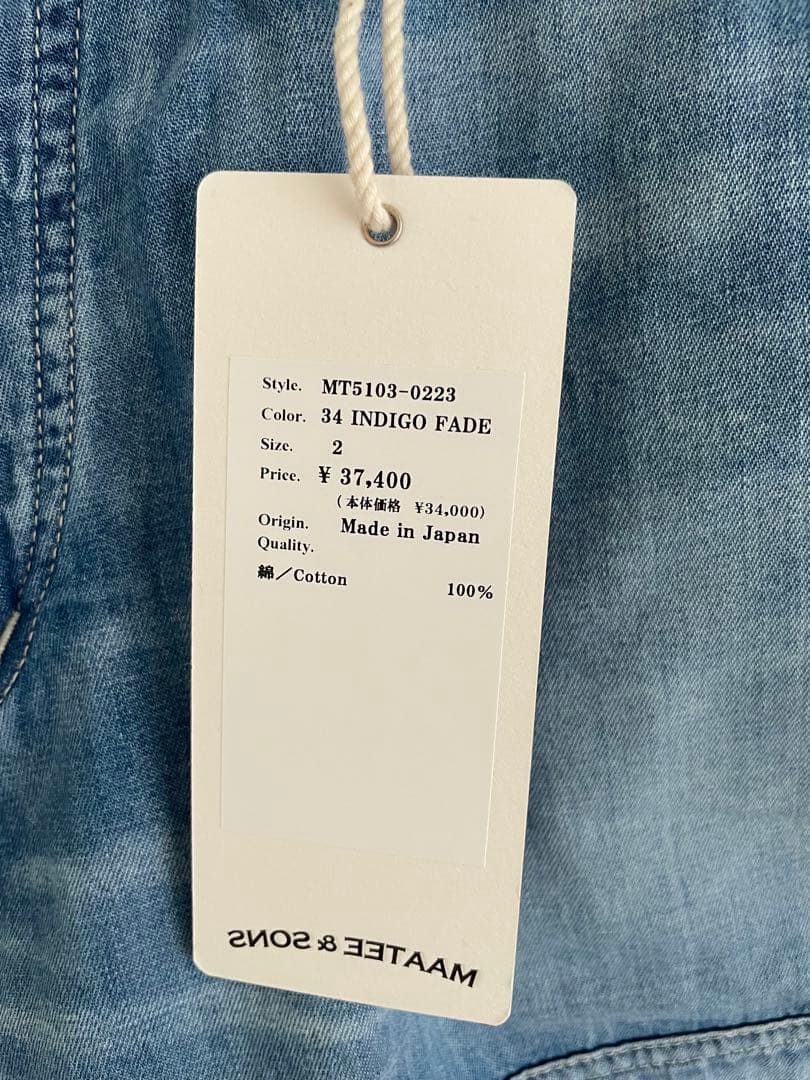 Style. MT5103-0223
Color. 34 INDIGO FADE
Size. 2
Price. ¥ 37,400
(本体価格 ¥34,000)
Origin. Made in Japan
Quality.
綿／Cotton 100%
MAATEE & SONS